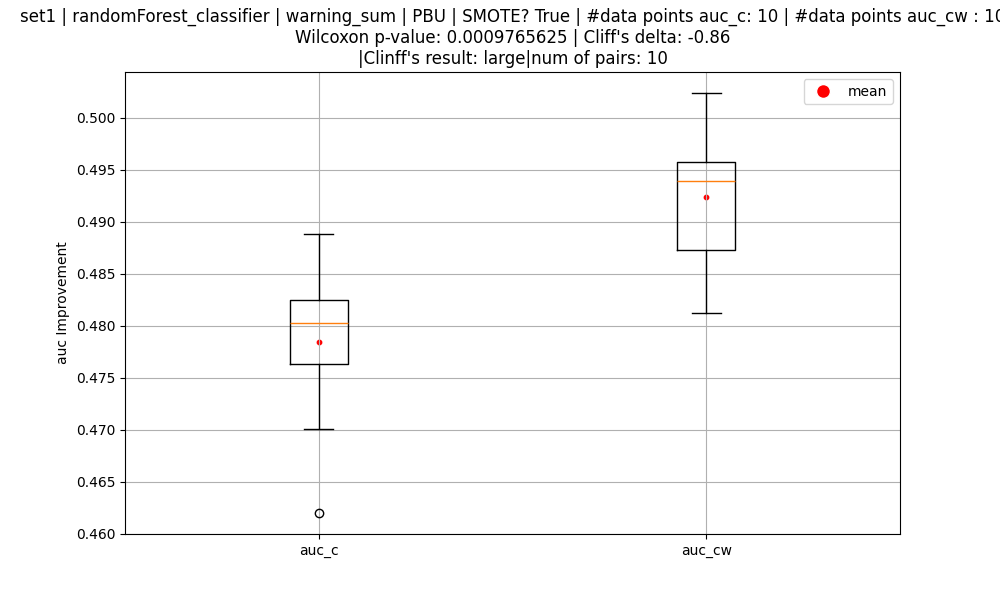 set1 | randomForest_classifier | warning_sum | PBU | SMOTE? True | #data points auc_c: 10 | #data points auc_cw : 10
Wilcoxon p-value: 0.0009765625 | Cliff's delta: -0.86
|Clinff's result: large|num of pairs: 10
mean
0.500
0.495
0.490
0.485
0.480
0.475
0.470
0.465
0.460
auc Improvement
auc_c
auc_cw